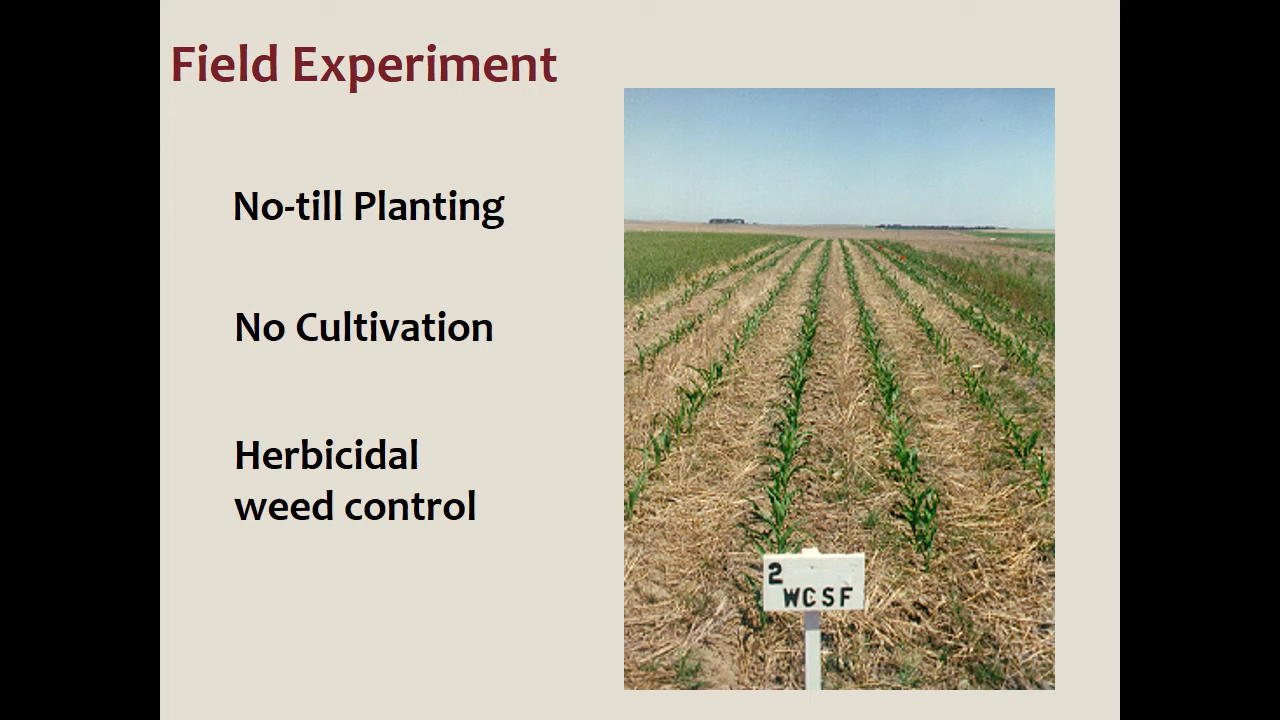 Field Experiment
No-till Planting
No Cultivation
Herbicidal
weed control
2
WCSF